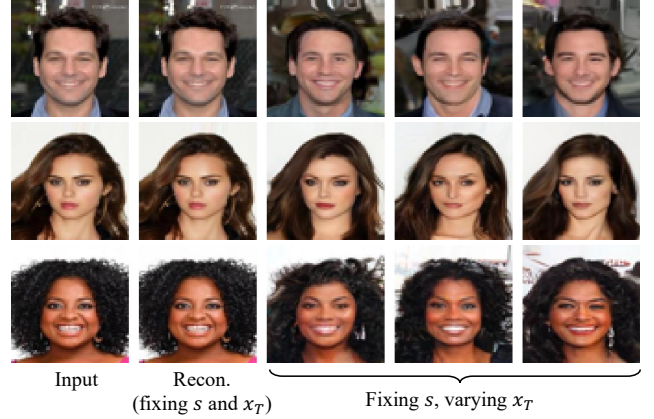 Input
Recon.
(fixing s and x_T)
Fixing s, varying x_T